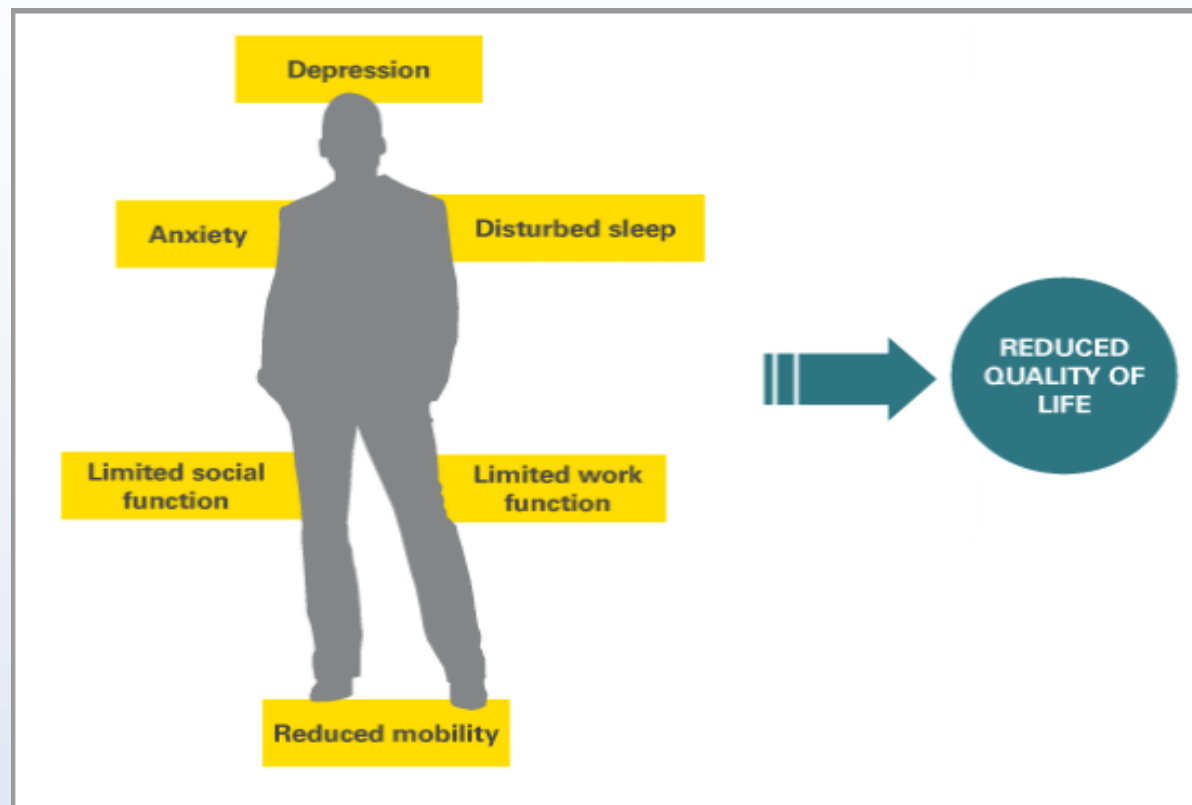 Depression
Anxiety
Disturbed sleep
Limited social
function
Limited work
function
Reduced mobility
REDUCED
QUALITY OF
LIFE